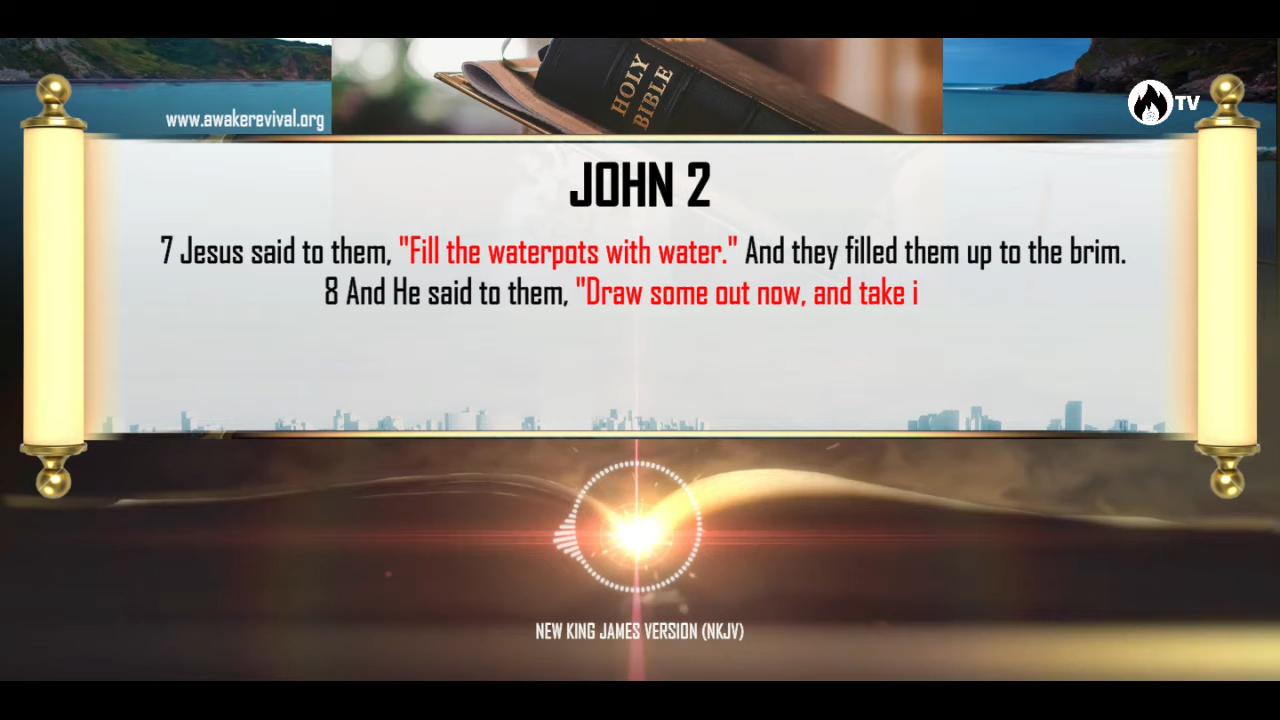 HOLY
BIBLE
www.awakerevival.org
TV
JOHN 2
7 Jesus said to them, "Fill the waterpots with water." And they filled them up to the brim.
8 And He said to them, "Draw some out now, and take i
NEW KING JAMES VERSION (NKJV)